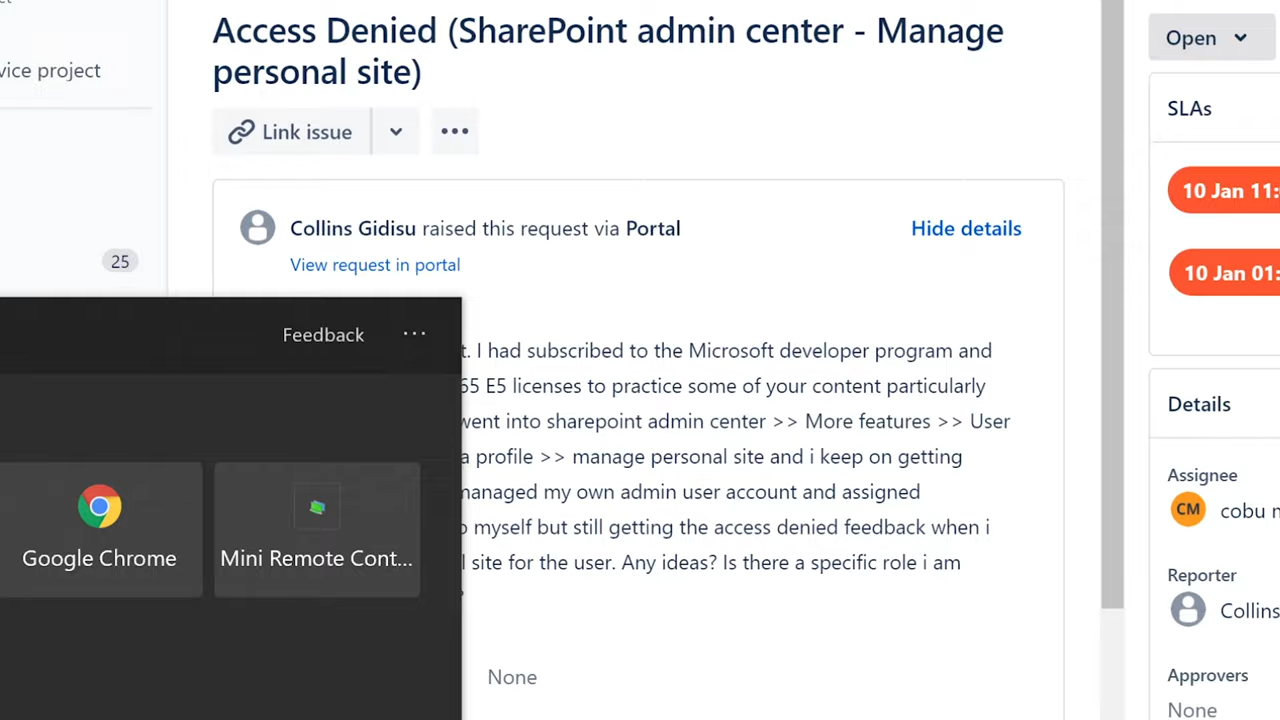 Access Denied (SharePoint admin center - Manage
personal site)
Open
vice project
SLAs
Link issue
10 Jan 11:
Collins Gidisu raised this request via Portal
Hide details
View request in portal
25
10 Jan 01:
Feedback
t. I had subscribed to the Microsoft developer program and
65 E5 licenses to practice some of your content particularly
went into sharepoint admin center >> More features >> User
a profile >> manage personal site and i keep on getting
managed my own admin user account and assigned
o myself but still getting the access denied feedback when i
l site for the user. Any ideas? Is there a specific role i am
Details
Assignee
CM
cobu
Google Chrome
Mini Remote Cont...
Reporter
Collins
Approvers
None
None